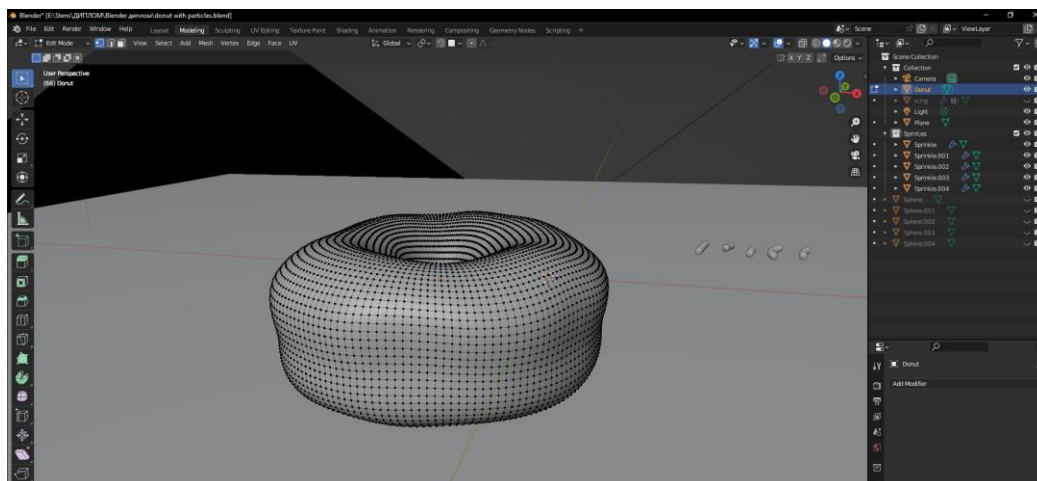 Blender* [E:\Stens\ДИПЛОМ\Blender диплом\donut with particles.blend]
File Edit Render Window Help Layout Modeling Sculpting UV Editing Texture Paint Shading Animation Rendering Compositing Geometry Nodes Scripting + Scene ViewLayer
Edit Mode View Select Add Mesh Vertex Edge Face UV Global
X Y Z Options
User Perspective
(66) Donut
Z
Y
X
Scene Collection
Collection
Camera
Donut
Icing
Light
Plane
Sprinkles
Sprinkle
Sprinkle.001
Sprinkle.002
Sprinkle.003
Sprinkle.004
Sphere
Sphere.001
Sphere.002
Sphere.003
Sphere.004
Donut
Add Modifier